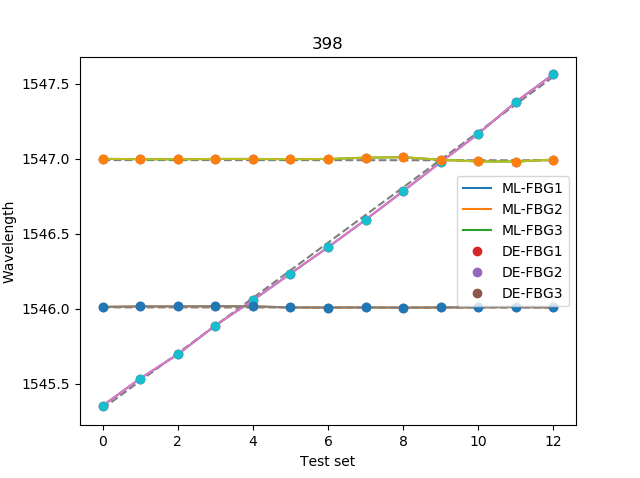 398
1547.5
1547.0
1546.5
1546.0
1545.5
Wavelength
ML-FBG1
ML-FBG2
ML-FBG3
DE-FBG1
DE-FBG2
DE-FBG3
0 2 4 6 8 10 12
Test set